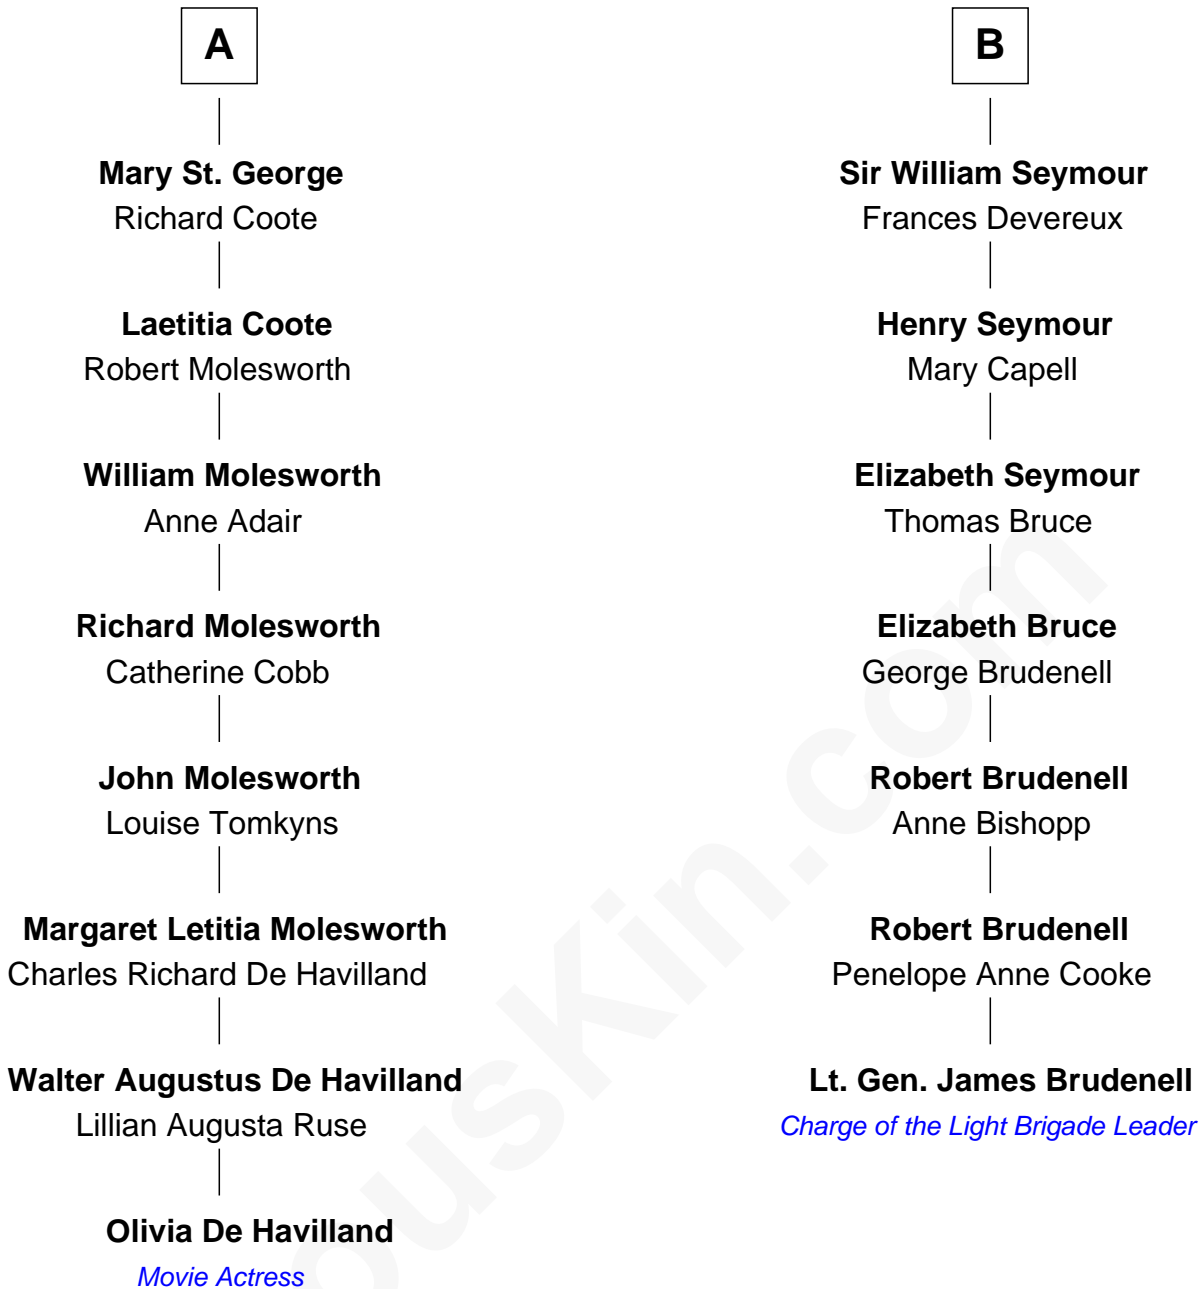 A
Mary St. George
Richard Coote
Laetitia Coote
Robert Molesworth
William Molesworth
Anne Adair
Richard Molesworth
Catherine Cobb
John Molesworth
Louise Tomkyns
Margaret Letitia Molesworth
Charles Richard De Havilland
Walter Augustus De Havilland
Lillian Augusta Ruse
Olivia De Havilland
Movie Actress
B
Sir William Seymour
Frances Devereux
Henry Seymour
Mary Capell
Elizabeth Seymour
Thomas Bruce
Elizabeth Bruce
George Brudenell
Robert Brudenell
Anne Bishopp
Robert Brudenell
Penelope Anne Cooke
Lt. Gen. James Brudenell
Charge of the Light Brigade Leader
ousKin.com